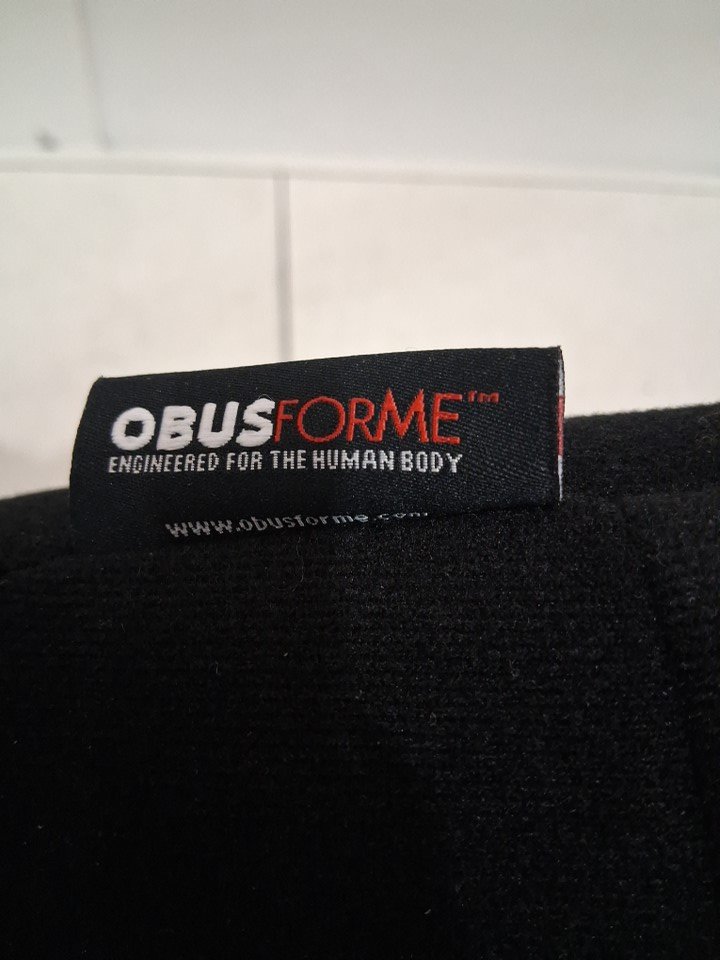 OBUSFORME™
ENGINEERED FOR THE HUMAN BODY
www.obusforme.com